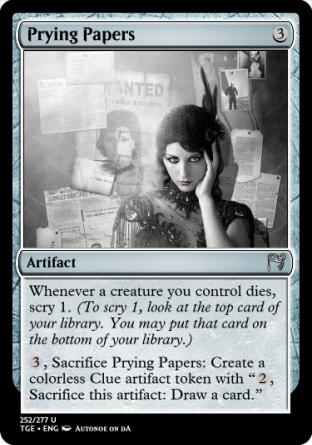 Prying Papers 3
WANTED
Artifact
Whenever a creature you control dies,
scry 1. (To scry 1, look at the top card of
your library. You may put that card on
the bottom of your library.)
3, Sacrifice Prying Papers: Create a
colorless Clue artifact token with “2,
Sacrifice this artifact: Draw a card.”
252/277 U
TGE • ENG Autonoe on dA